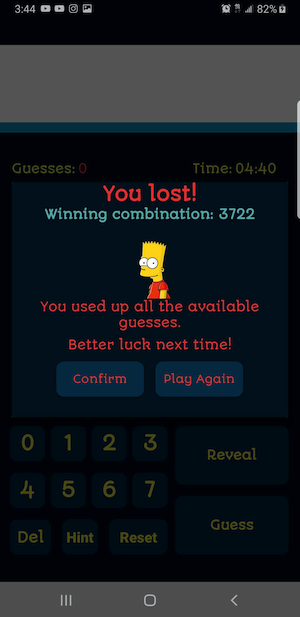 3:44
82%
Guesses: 0
Time: 04:40
You lost!
Winning combination: 3722
You used up all the available
guesses.
Better luck next time!
Confirm
Play Again
0 1 2 3
Reveal
4 5 6 7
Guess
Del Hint Reset